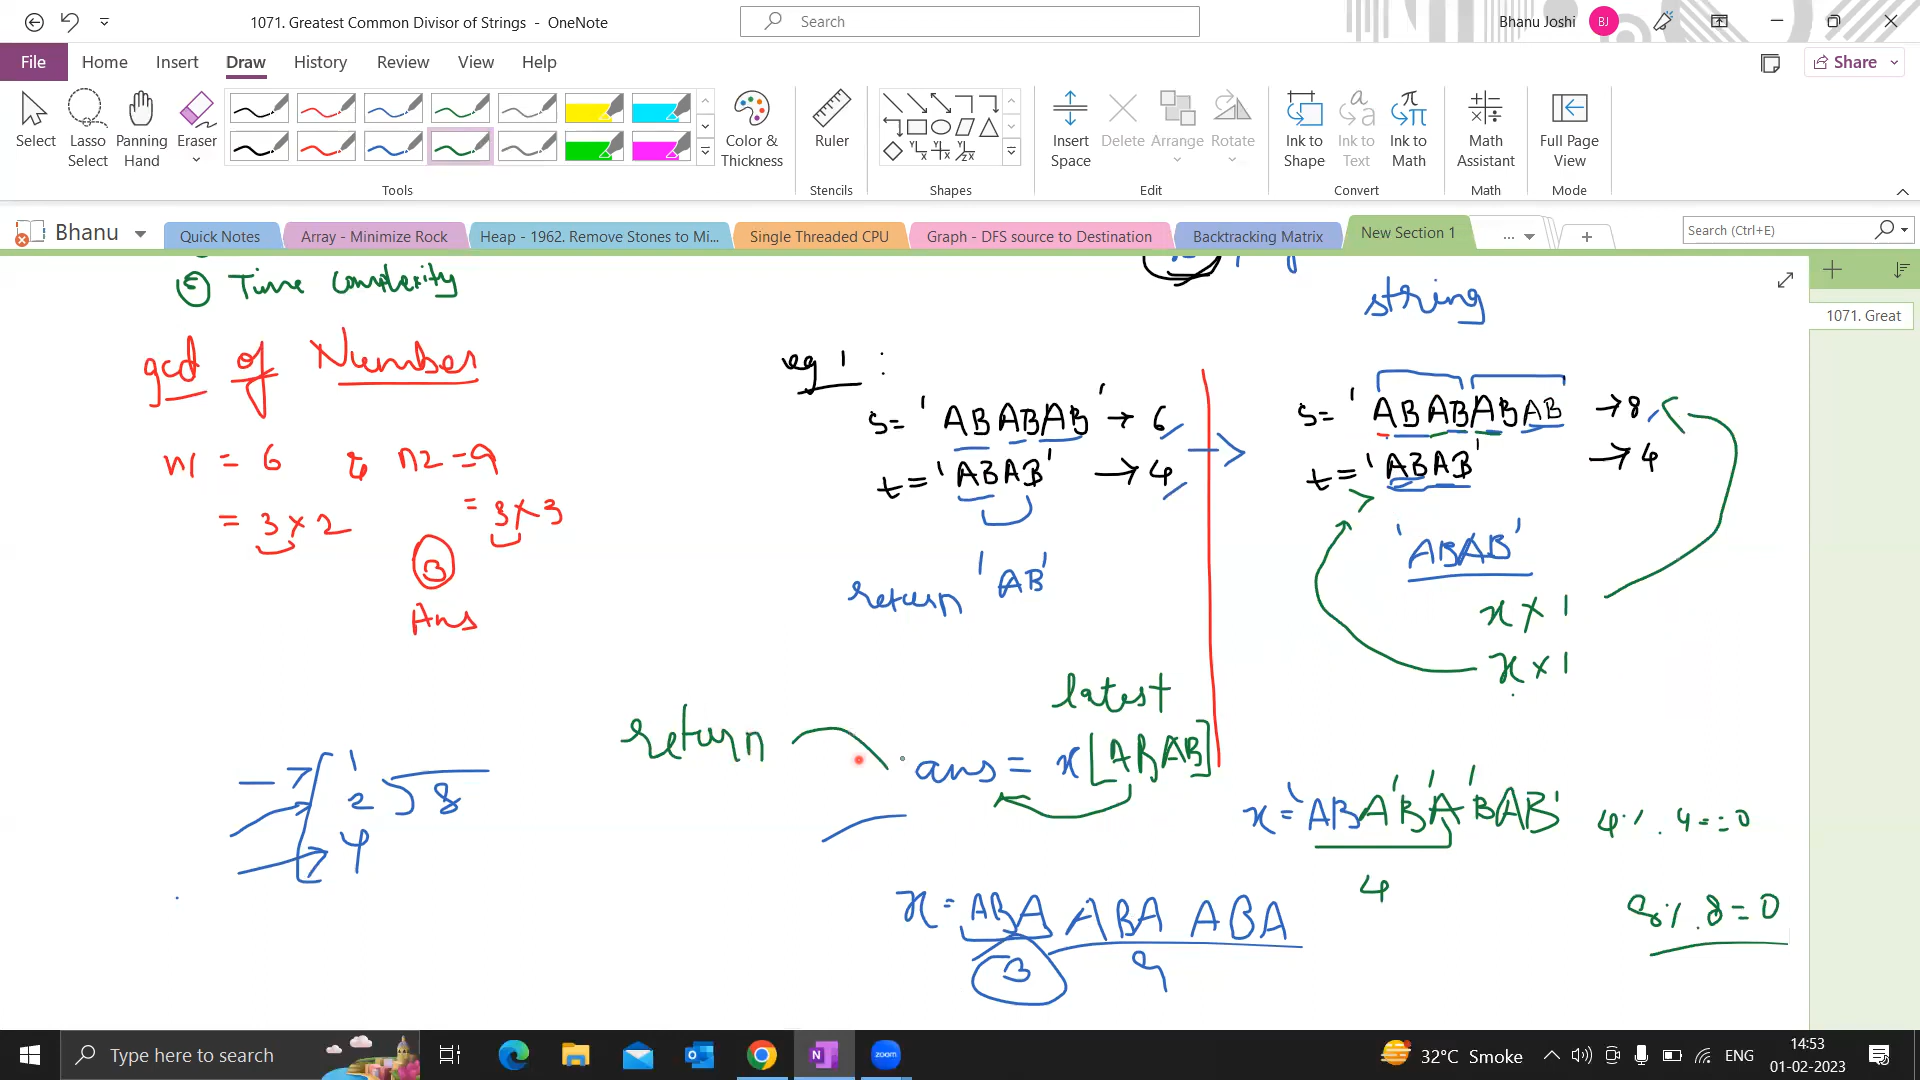 1071. Greatest Common Divisor of Strings - OneNote
Search
Bhanu Joshi
BJ
File
Home
Insert
Draw
History
Review
View
Help
Share
Select
Lasso Select
Panning Hand
Eraser
Color & Thickness
Ruler
Insert Space
Delete
Arrange
Rotate
Ink to Shape
Ink to Text
Ink to Math
Math Assistant
Full Page View
Tools
Stencils
Shapes
Edit
Convert
Math
Mode
Bhanu
Quick Notes
Array - Minimize Rock
Heap - 1962. Remove Stones to Mi...
Single Threaded CPU
Graph - DFS source to Destination
Backtracking Matrix
New Section 1
...
Search (Ctrl+E)
1071. Great
Time Complexity
string
gcd of Number
n1 = 6 & n2 = 9
= 3 x 2
= 3 x 3
3
Ans
eg 1 :
s= 'ABABAB' → 6
t= 'ABAB' → 4
return 'AB'
s= 'ABABABAB → 8
t= 'ABAB' → 4
'ABAB'
x x 1
x x 1
latest
return
ans = x[ABAB]
1
2 8
4
x = 'ABA'B'A'BAB'
4 % 4 == 0
4
8 % 8 = 0
x = ABA ABA ABA
3
9
Type here to search
zoom
32°C Smoke
ENG
14:53
01-02-2023